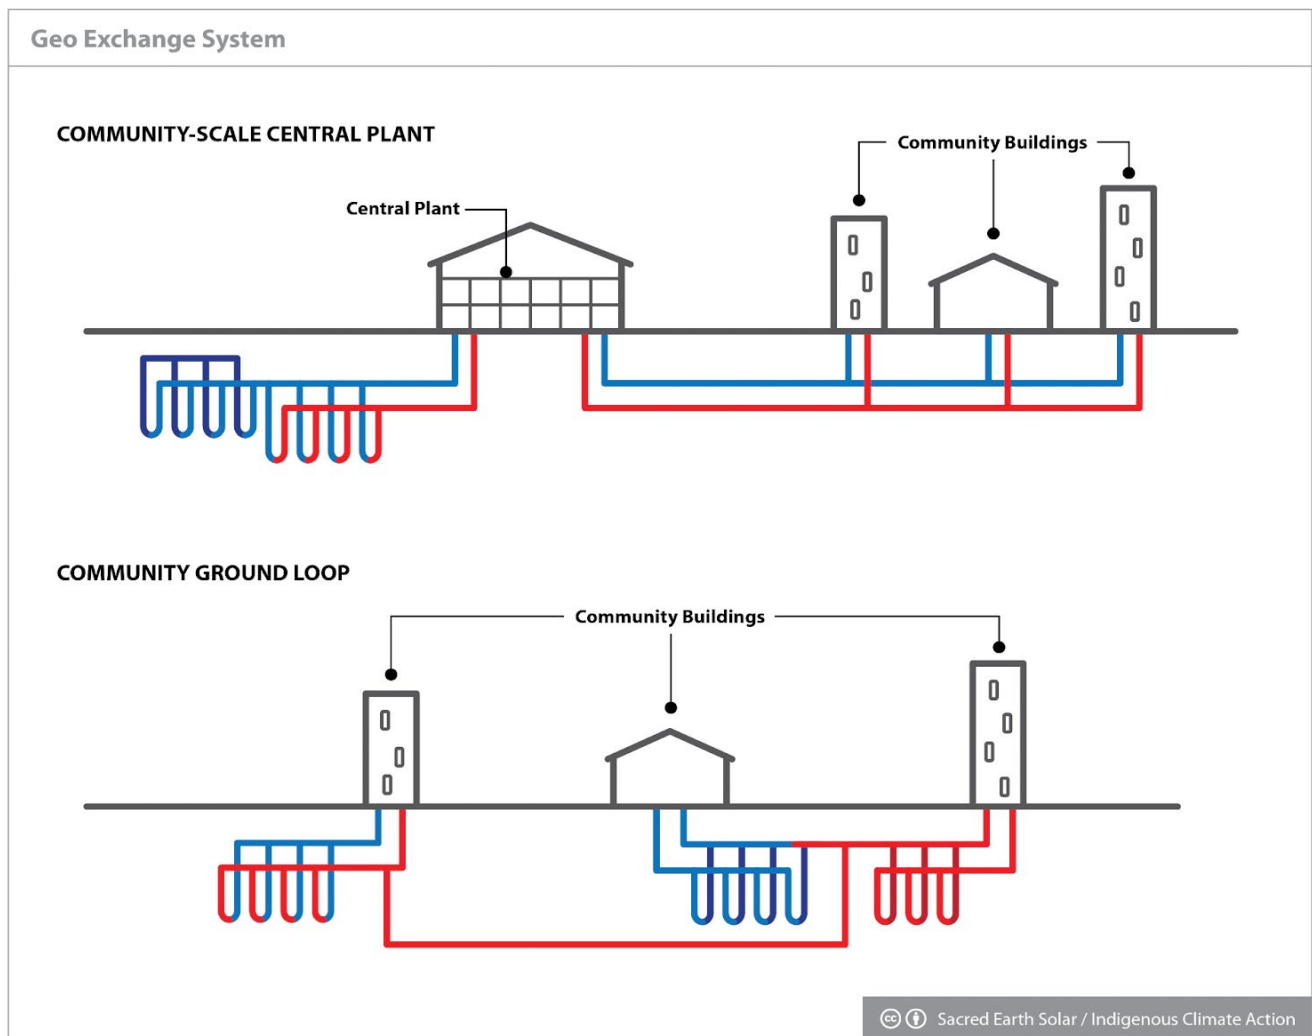 Geo Exchange System
COMMUNITY-SCALE CENTRAL PLANT
Community Buildings
Central Plant
COMMUNITY GROUND LOOP
Community Buildings
cc Sacred Earth Solar / Indigenous Climate Action